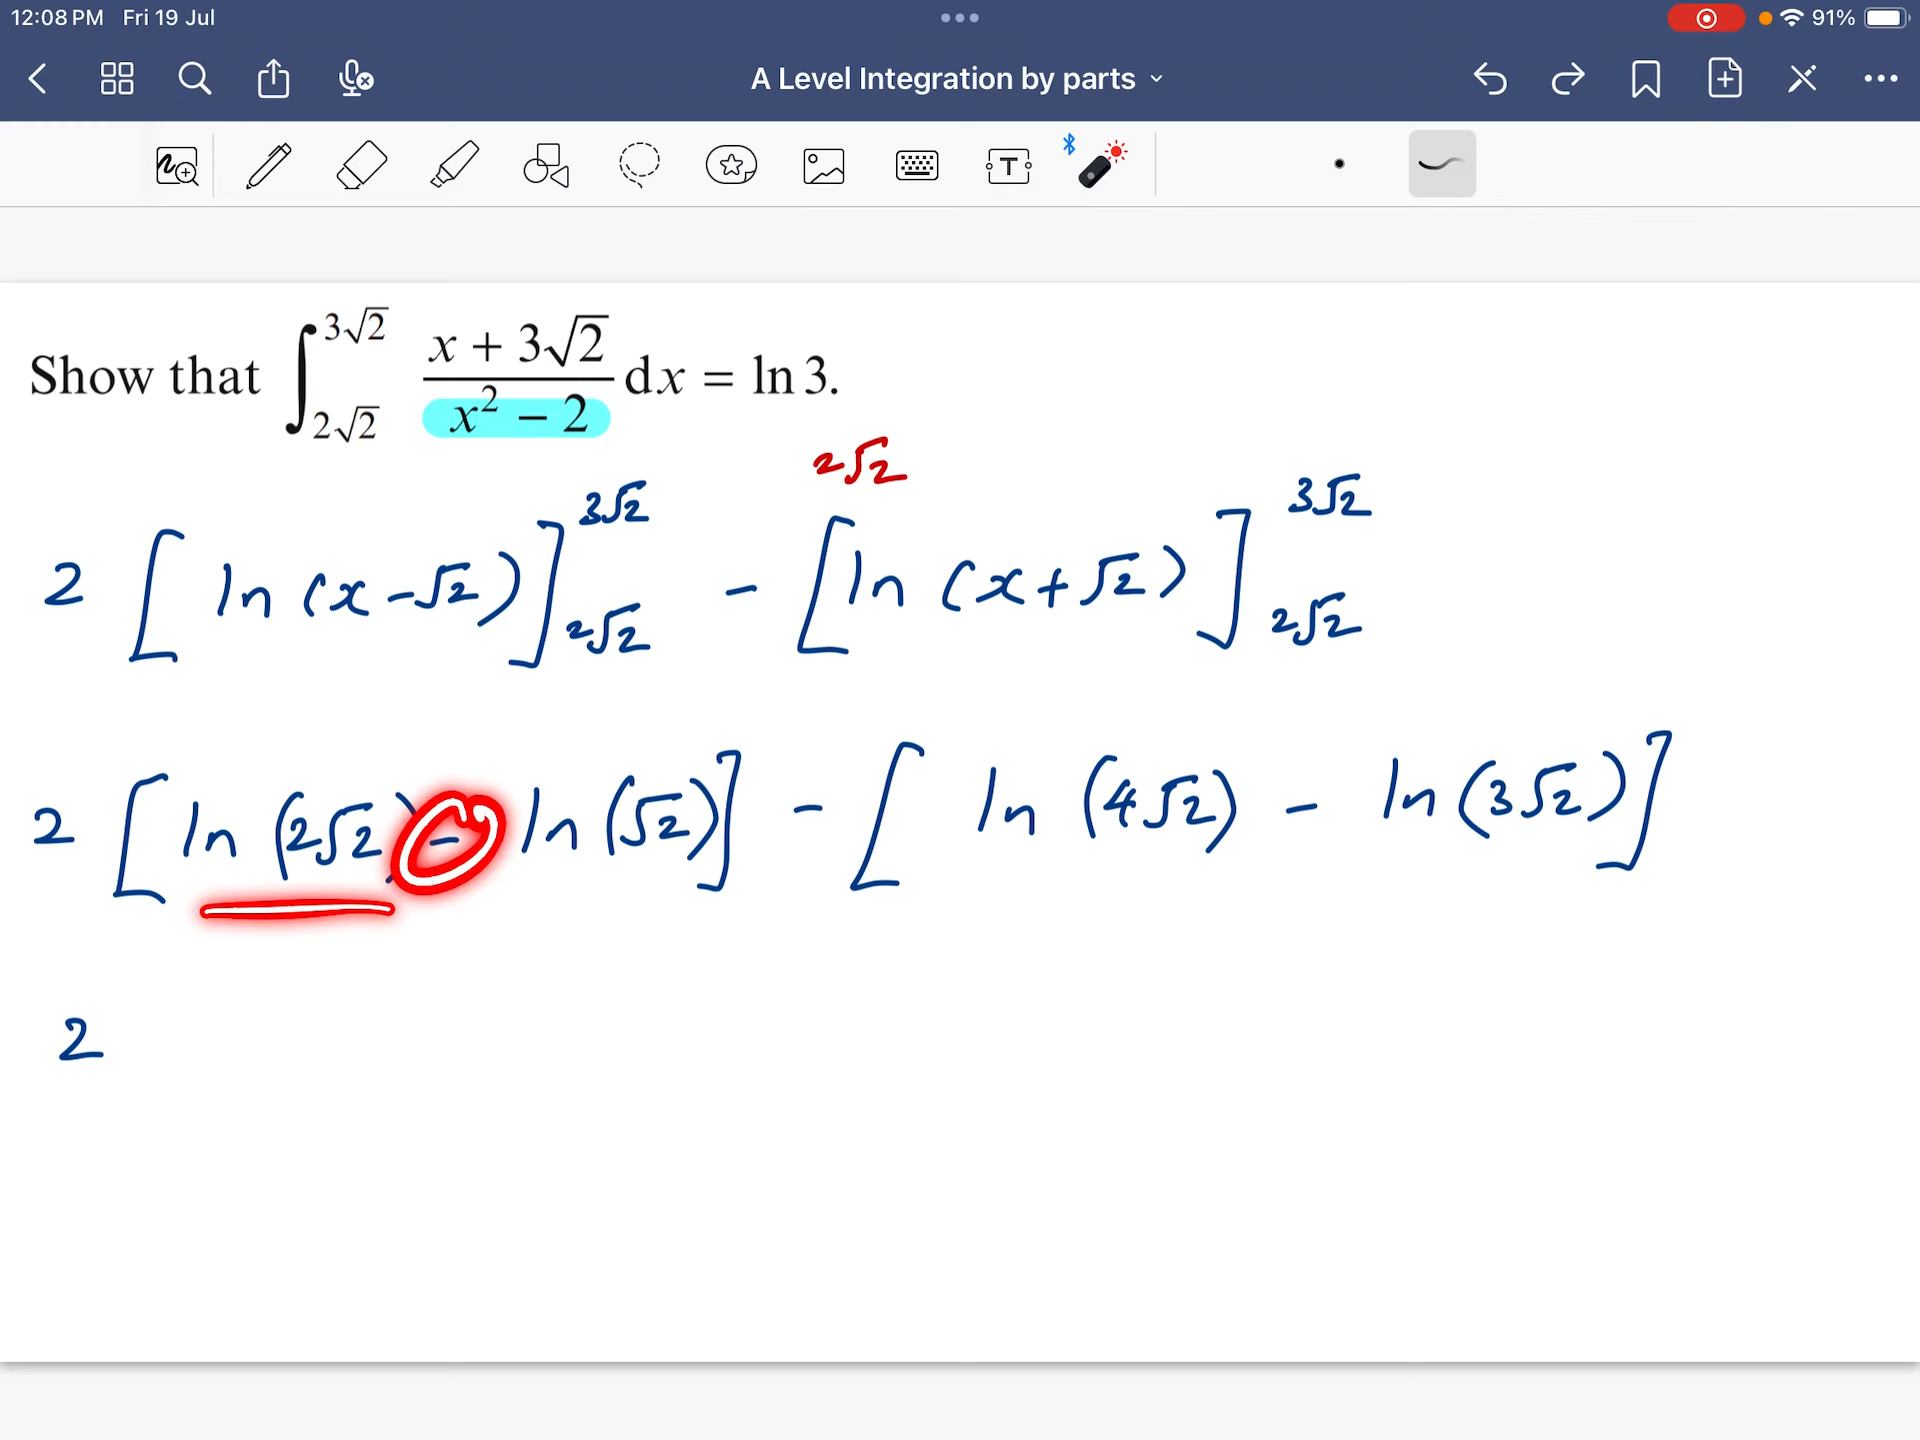 12:08 PM Fri 19 Jul 91%
A Level Integration by parts
T
Show that ∫_{2√2}^{3√2} (x + 3√2)/(x² − 2) dx = ln 3.
2√2
2 [ ln (x - √2) ]_{2√2}^{3√2} - [ ln (x + √2) ]_{2√2}^{3√2}
2 [ ln (2√2) - ln (√2) ] - [ ln (4√2) - ln (3√2) ]
2